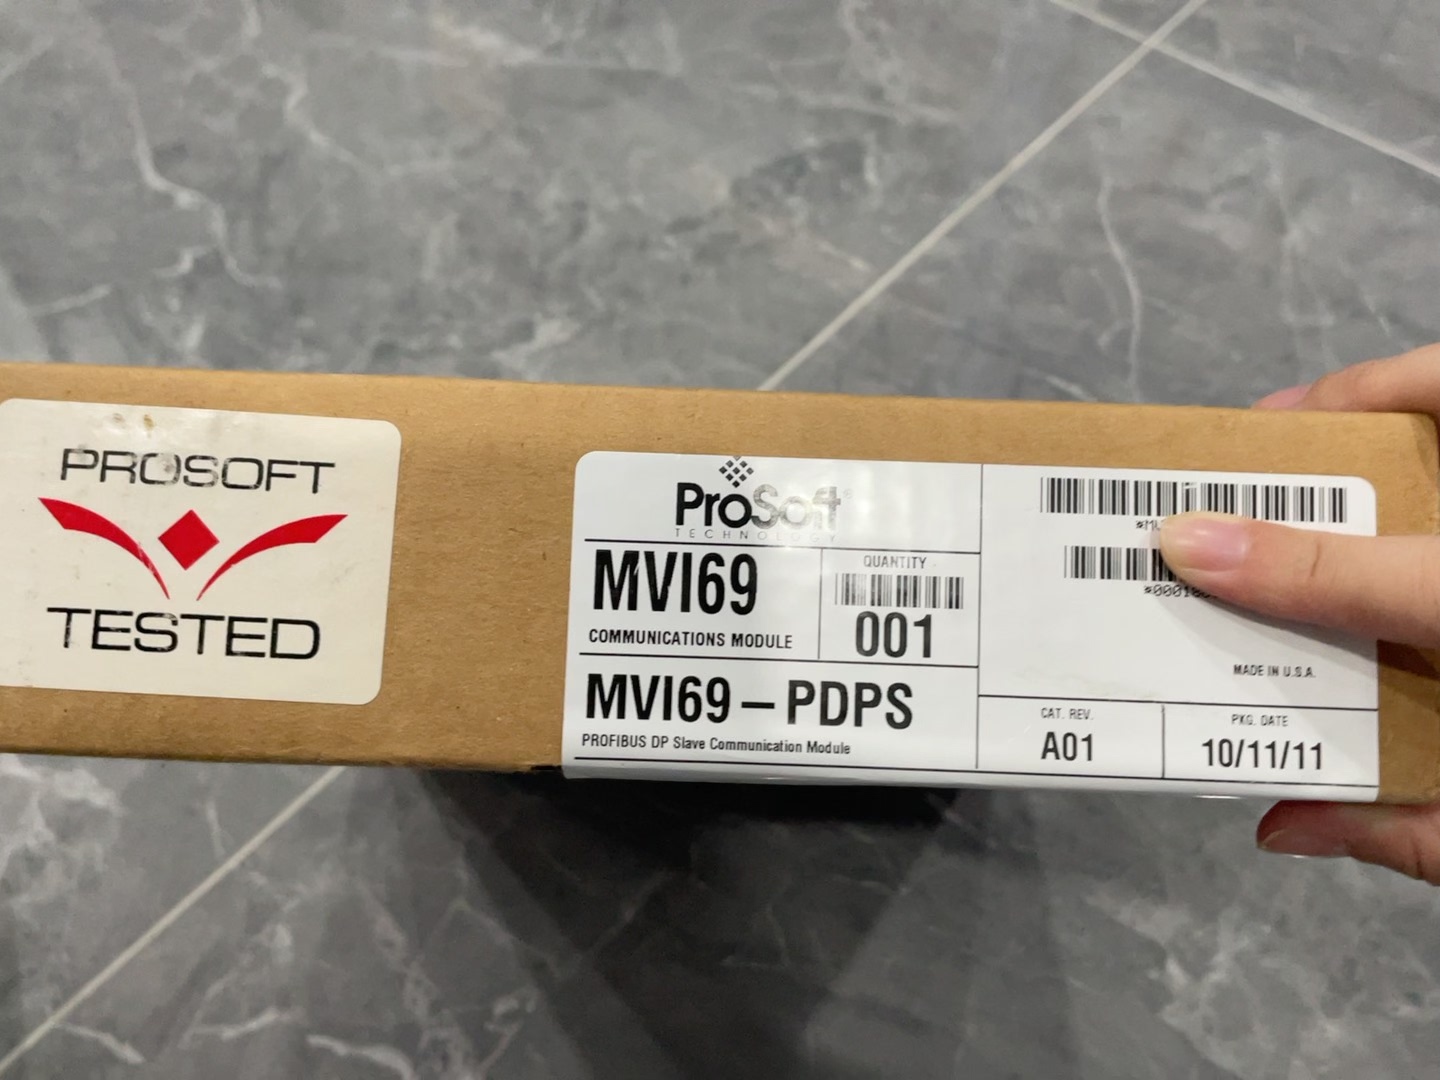 PROSOFT
TESTED
ProSoft®
TECHNOLOGY
MVI69
COMMUNICATIONS MODULE
QUANTITY
001
MVI69-PDPS
PROFIBUS DP Slave Communication Module
MADE IN U.S.A.
CAT. REV.
A01
PKG. DATE
10/11/11